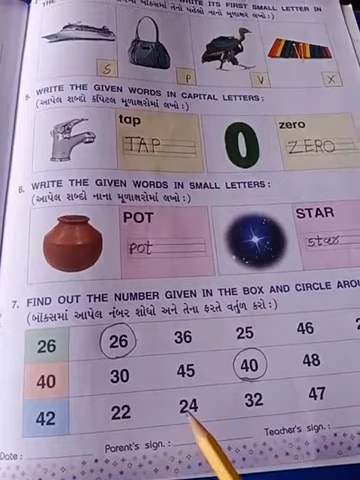 WRITE ITS FIRST SMALL LETTER IN
S P V X
5. WRITE THE GIVEN WORDS IN CAPITAL LETTERS:
(આપેલ શબ્દો કૅપિટલ મૂળાક્ષરોમાં લખો:)
tap zero
TAP ZERO
6. WRITE THE GIVEN WORDS IN SMALL LETTERS:
(આપેલ શબ્દો નાના મૂળાક્ષરોમાં લખો:)
POT STAR
pot star
7. FIND OUT THE NUMBER GIVEN IN THE BOX AND CIRCLE
(બૉક્સમાં આપેલ નંબર શોધો અને તેના ફરતે વર્તુળ કરો:)
26 26 36 25 46
40 30 45 40 48
42 22 24 32 47
Date: Parent's sign.: Teacher's sign.: